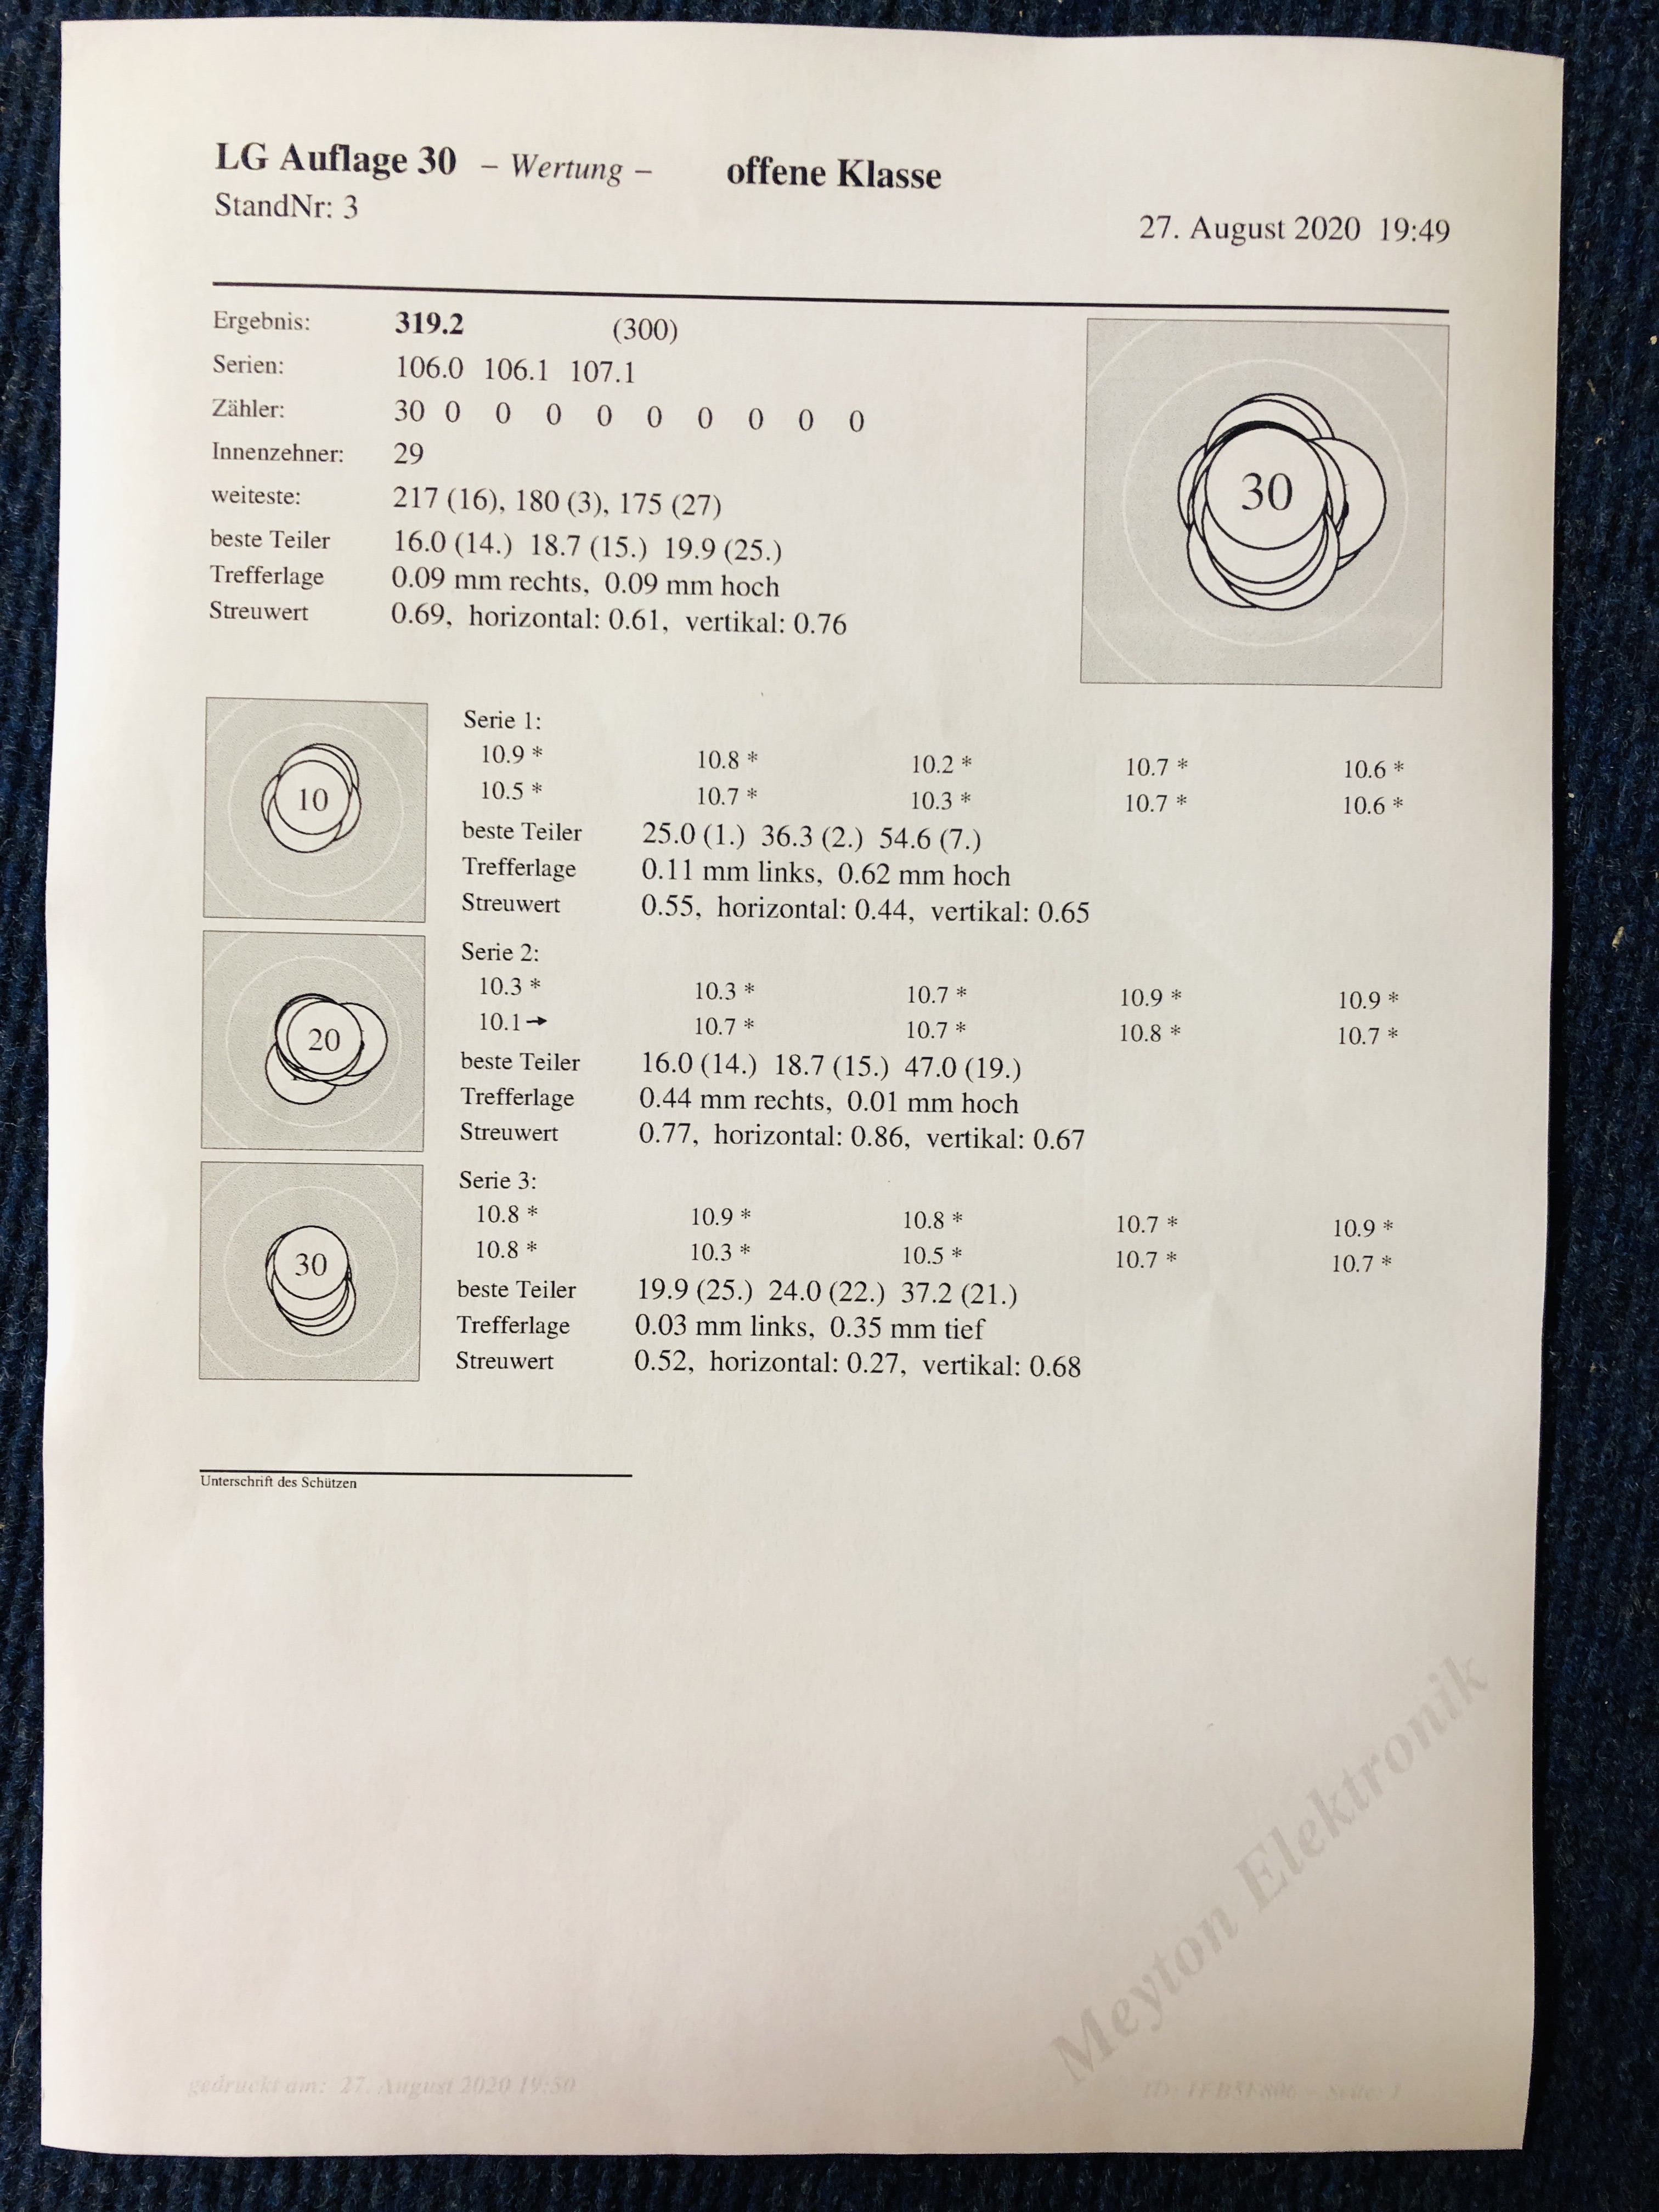 LG Auflage 30 – Wertung – offene Klasse
StandNr: 3
27. August 2020 19:49
Ergebnis: 319.2 (300)
Serien: 106.0 106.1 107.1
Zähler: 30 0 0 0 0 0 0 0 0 0
Innenzehner: 29
weiteste: 217 (16), 180 (3), 175 (27)
beste Teiler 16.0 (14.) 18.7 (15.) 19.9 (25.)
Trefferlage 0.09 mm rechts, 0.09 mm hoch
Streuwert 0.69, horizontal: 0.61, vertikal: 0.76
30
Serie 1:
10.9 * 10.8 * 10.2 * 10.7 * 10.6 *
10.5 * 10.7 * 10.3 * 10.7 * 10.6 *
beste Teiler 25.0 (1.) 36.3 (2.) 54.6 (7.)
Trefferlage 0.11 mm links, 0.62 mm hoch
Streuwert 0.55, horizontal: 0.44, vertikal: 0.65
10
Serie 2:
10.3 * 10.3 * 10.7 * 10.9 * 10.9 *
10.1→ 10.7 * 10.7 * 10.8 * 10.7 *
beste Teiler 16.0 (14.) 18.7 (15.) 47.0 (19.)
Trefferlage 0.44 mm rechts, 0.01 mm hoch
Streuwert 0.77, horizontal: 0.86, vertikal: 0.67
20
Serie 3:
10.8 * 10.9 * 10.8 * 10.7 * 10.9 *
10.8 * 10.3 * 10.5 * 10.7 * 10.7 *
beste Teiler 19.9 (25.) 24.0 (22.) 37.2 (21.)
Trefferlage 0.03 mm links, 0.35 mm tief
Streuwert 0.52, horizontal: 0.27, vertikal: 0.68
30
Unterschrift des Schützen
Meyton Elektronik
gedruckt am: 27. August 2020 19:50
ID: Seite: 1